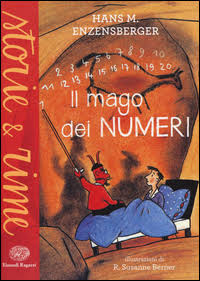 storie & rime
HANS M.
ENZENSBERGER
1 2 3 4 5 6 7 8 9 10
11 12 13 14 15 16 17 18 19 20
Il mago
dei NUMERI
illustrazioni di
R. Susanne Berner
Einaudi Ragazzi